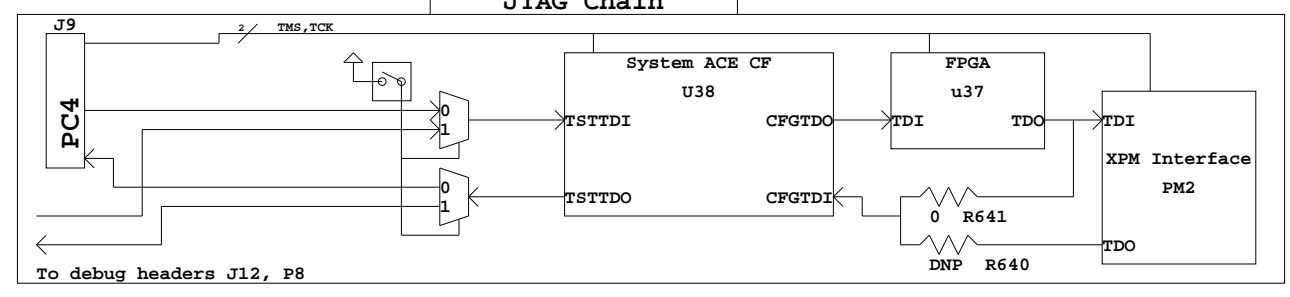 JTAG Chain
J9
2 TMS,TCK
PC4
0
1
0
1
System ACE CF
U38
TSTTDI
CFGTDO
TSTTDO
CFGTDI
FPGA
u37
TDI
TDO
TDI
XPM Interface
PM2
TDO
0 R641
DNP R640
To debug headers J12, P8